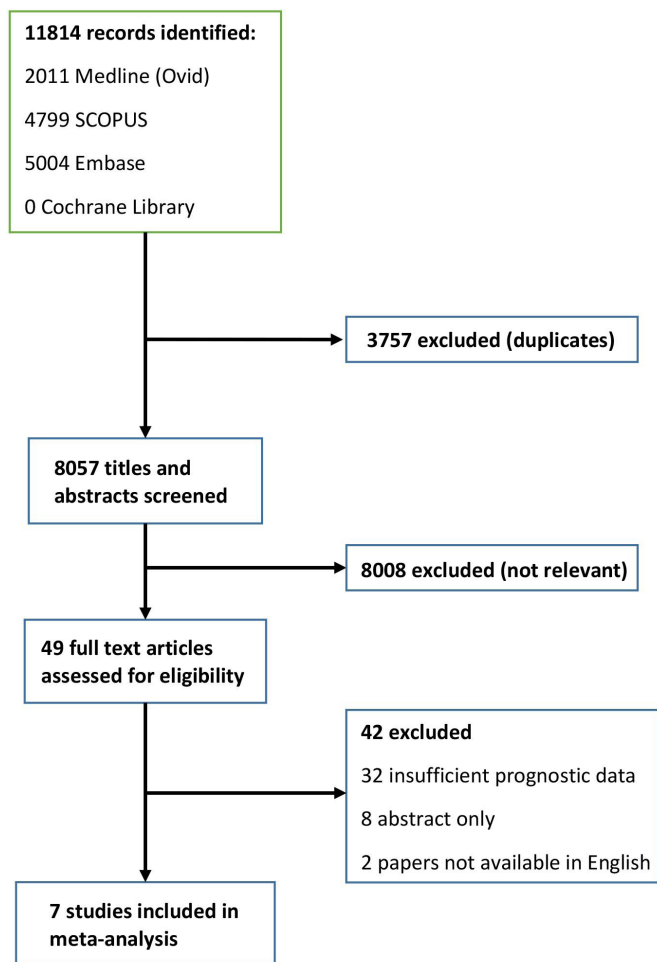 11814 records identified:
2011 Medline (Ovid)
4799 SCOPUS
5004 Embase
0 Cochrane Library
3757 excluded (duplicates)
8057 titles and
abstracts screened
8008 excluded (not relevant)
49 full text articles
assessed for eligibility
42 excluded
32 insufficient prognostic data
8 abstract only
2 papers not available in English
7 studies included in
meta-analysis